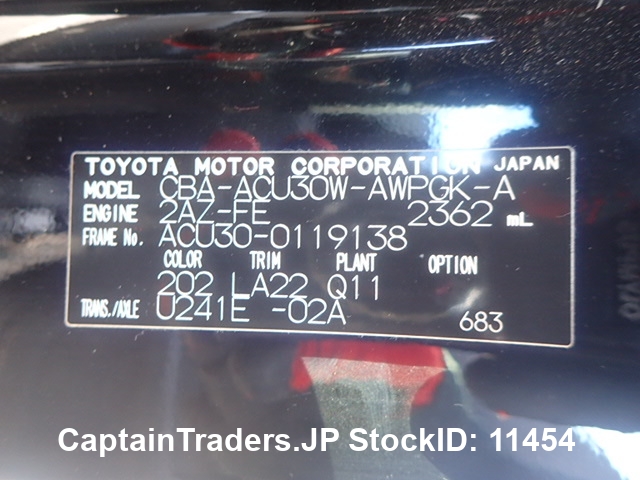 TOYOTA MOTOR CORPORATION JAPAN
MODEL CBA-ACU30W-AWPGK-A
ENGINE 2AZ-FE 2362 mL
FRAME No. ACU30-0119138
COLOR TRIM PLANT OPTION
202 LA22 Q11
TRANS./AXLE U241E -02A
683
CaptainTraders.JP StockID: 11454